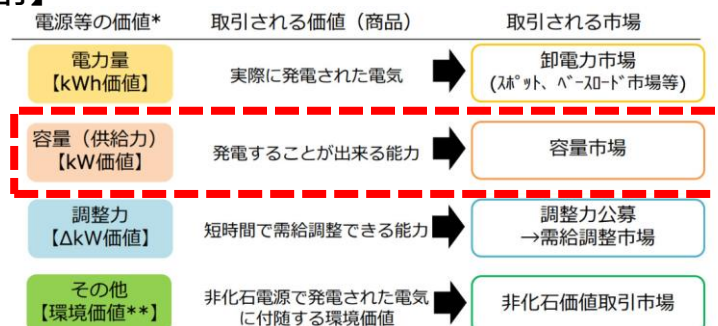 電源等の価値* 取引される価値（商品） 取引される市場
電力量
【kWh価値】
実際に発電された電気
卸電力市場
(ｽﾎﾟｯﾄ、ﾍﾞｰｽﾛｰﾄﾞ市場等)
容量（供給力）
【kW価値】
発電することが出来る能力
容量市場
調整力
【ΔkW価値】
短時間で需給調整できる能力
調整力公募
→需給調整市場
その他
【環境価値**】
非化石電源で発電された電気
に付随する環境価値
非化石価値取引市場